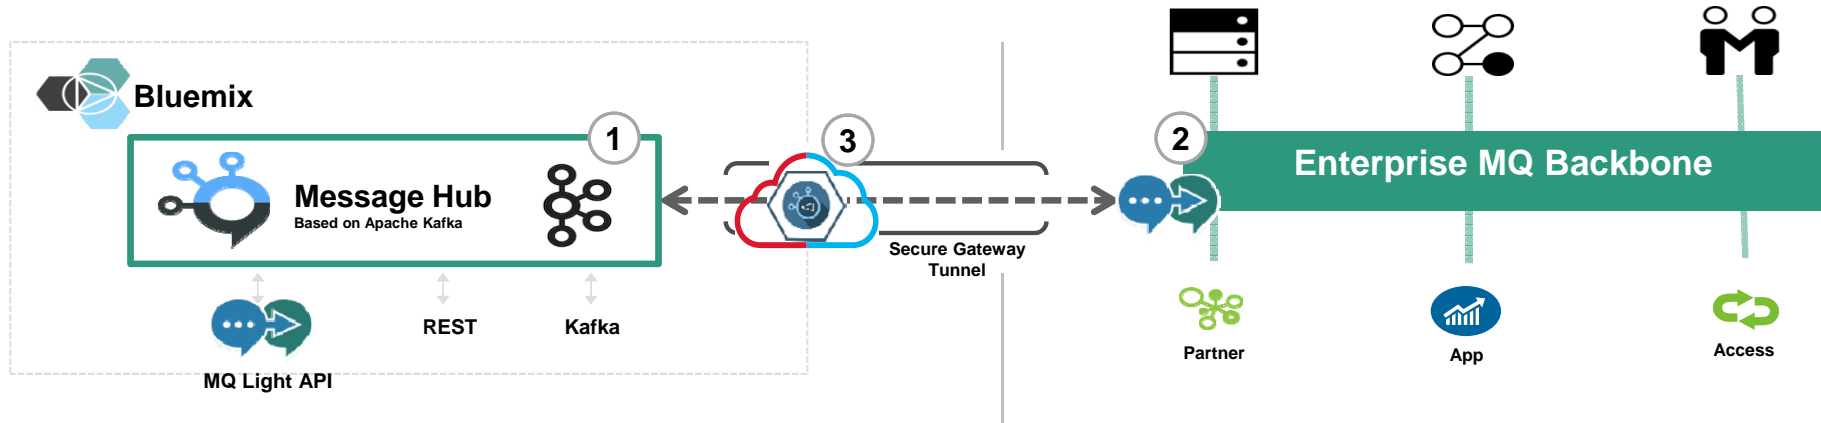 Bluemix
1
Message Hub
Based on Apache Kafka
MQ Light API
REST
Kafka
3
Secure Gateway
Tunnel
2
Enterprise MQ Backbone
Partner
App
Access